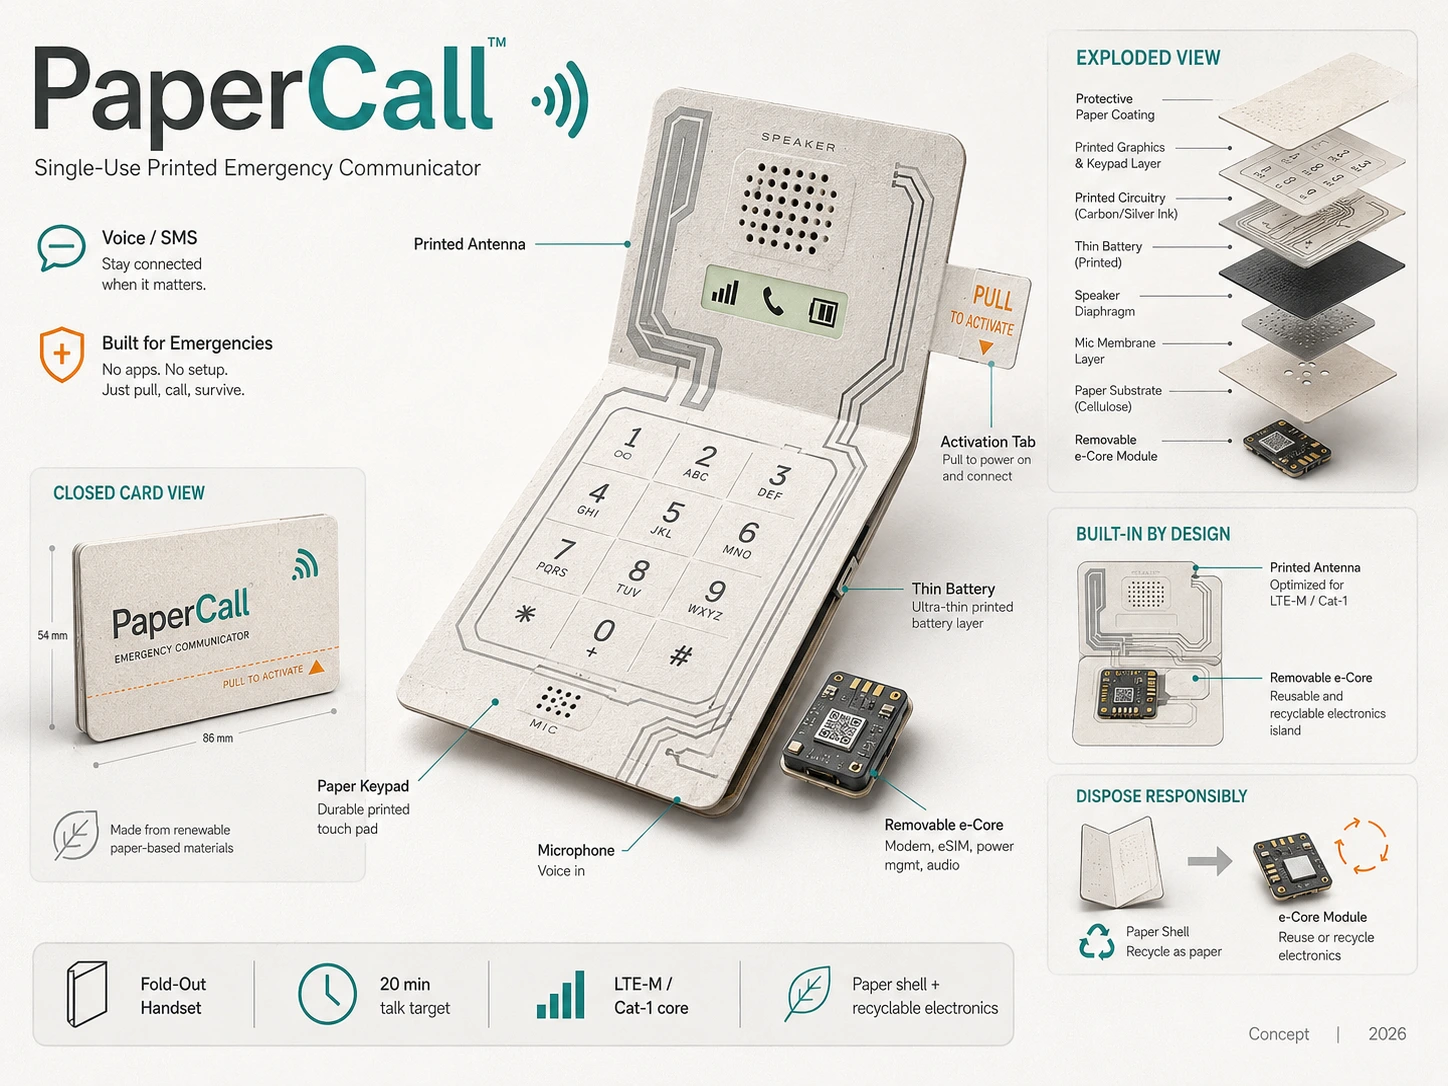 PaperCall™
Single-Use Printed Emergency Communicator
Voice / SMS
Stay connected
when it matters.
Built for Emergencies
No apps. No setup.
Just pull, call, survive.
CLOSED CARD VIEW
54 mm
PaperCall
EMERGENCY COMMUNICATOR
PULL TO ACTIVATE
86 mm
Made from renewable
paper-based materials
Printed Antenna
SPEAKER
PULL
TO ACTIVATE
Activation Tab
Pull to power on
and connect
1
2
ABC
3
DEF
4
GHI
5
JKL
6
MNO
7
PQRS
8
TUV
9
WXYZ
*
0
+
#
MIC
Thin Battery
Ultra-thin printed
battery layer
Paper Keypad
Durable printed
touch pad
Microphone
Voice in
Removable e-Core
Modem, eSIM, power
mgmt, audio
EXPLODED VIEW
Protective
Paper Coating
Printed Graphics
& Keypad Layer
Printed Circuitry
(Carbon/Silver Ink)
Thin Battery
(Printed)
Speaker
Diaphragm
Mic Membrane
Layer
Paper Substrate
(Cellulose)
Removable
e-Core Module
BUILT-IN BY DESIGN
Printed Antenna
Optimized for
LTE-M / Cat-1
Removable e-Core
Reusable and
recyclable electronics
island
DISPOSE RESPONSIBLY
Paper Shell
Recycle as paper
e-Core Module
Reuse or recycle
electronics
Fold-Out
Handset
20 min
talk target
LTE-M /
Cat-1 core
Paper shell +
recyclable electronics
Concept | 2026